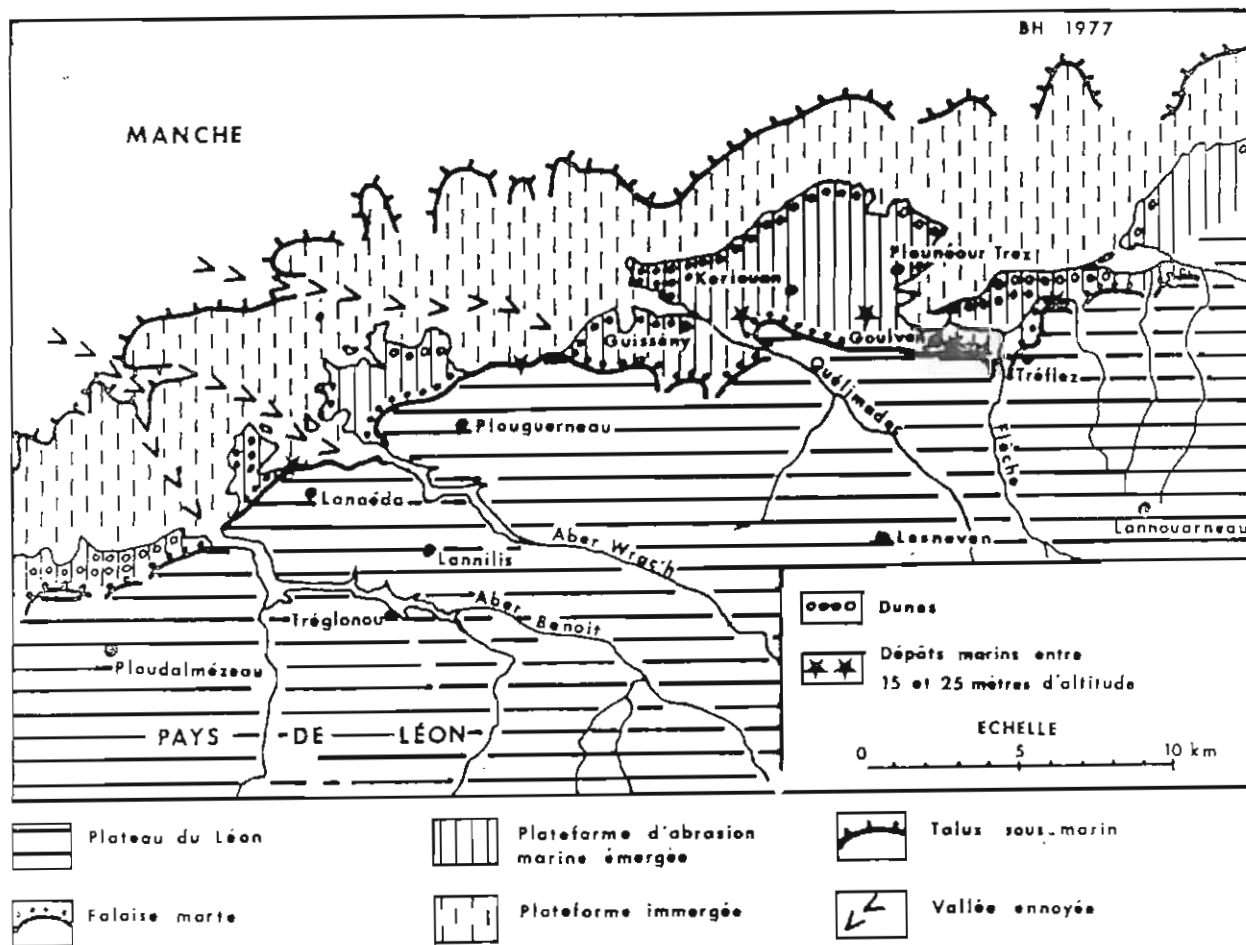 BH 1977
MANCHE
Plounéour Trez
Kerlouan
Guissény
Goulven
Tréflez
Quélimadec
Flèche
Plouguerneau
Lanaéda
Lannouarneau
Lesneven
Aber Wrac'h
Lannilis
Aber Benoit
Tréglonou
Ploudalmézeau
PAYS DE LÉON
Dunes
Dépôts marins entre
15 et 25 mètres d'altitude
ECHELLE
0 5 10 km
Plateau du Léon
Plateforme d'abrasion
marine émergée
Talus sous-marin
Falaise morte
Plateforme immergée
Vallée ennoyée